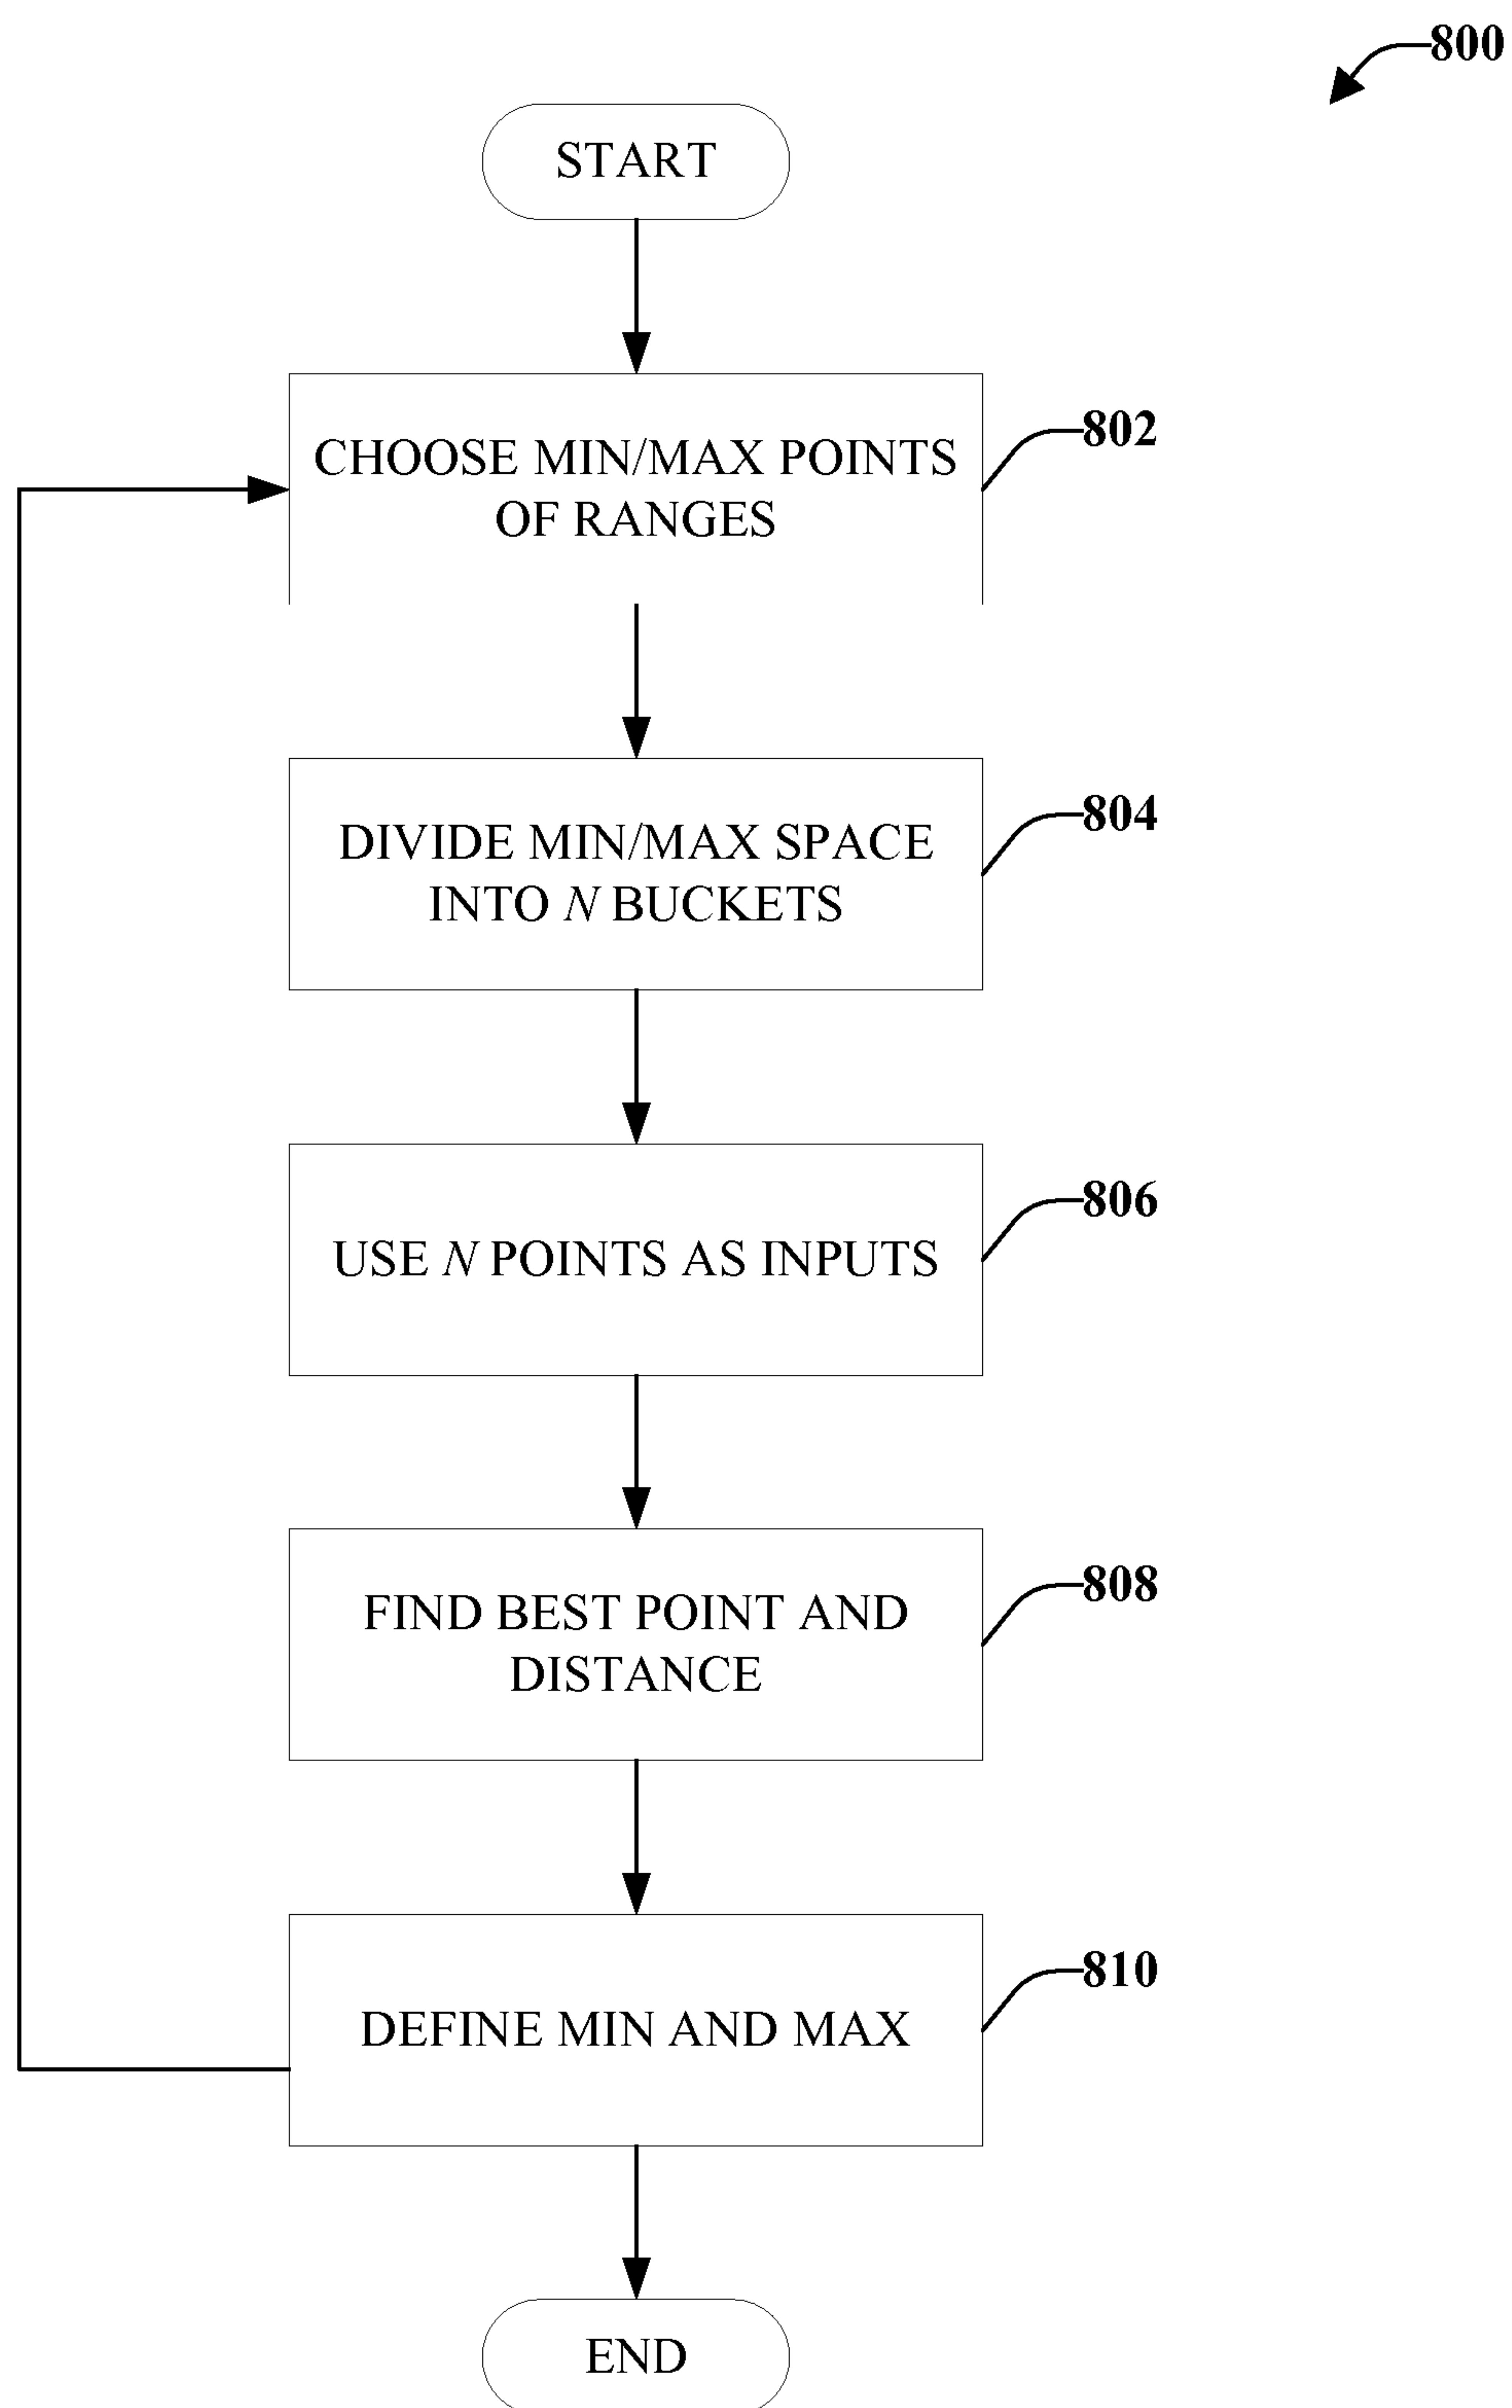 800
START
CHOOSE MIN/MAX POINTS
OF RANGES
802
DIVIDE MIN/MAX SPACE
INTO N BUCKETS
804
USE N POINTS AS INPUTS
806
FIND BEST POINT AND
DISTANCE
808
DEFINE MIN AND MAX
810
END